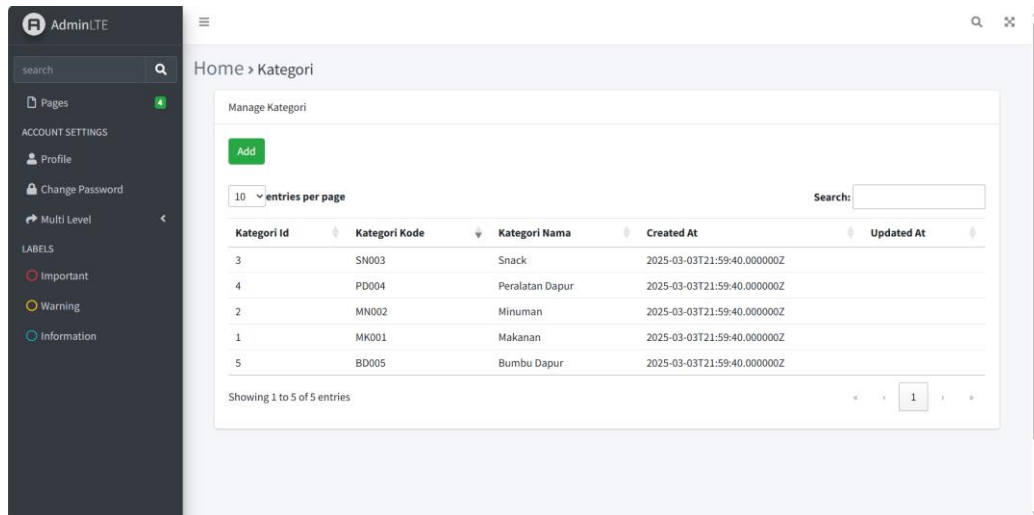 AdminLTE
search
Pages 4
ACCOUNT SETTINGS
Profile
Change Password
Multi Level
LABELS
Important
Warning
Information
Home › Kategori
Manage Kategori
Add
10 entries per page Search:
Kategori Id Kategori Kode Kategori Nama Created At Updated At
3 SN003 Snack 2025-03-03T21:59:40.000000Z
4 PD004 Peralatan Dapur 2025-03-03T21:59:40.000000Z
2 MN002 Minuman 2025-03-03T21:59:40.000000Z
1 MK001 Makanan 2025-03-03T21:59:40.000000Z
5 BD005 Bumbu Dapur 2025-03-03T21:59:40.000000Z
Showing 1 to 5 of 5 entries « ‹ 1 › »